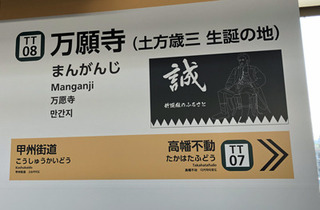 TT
08
万願寺 (土方歳三 生誕の地)
まんがんじ
Manganji
万愿寺
만간지
誠
新撰組のふるさと
甲州街道
こうしゅうかいどう
Koshukaido
高幡不動
たかはたふどう
Takahatafudo
TT
07